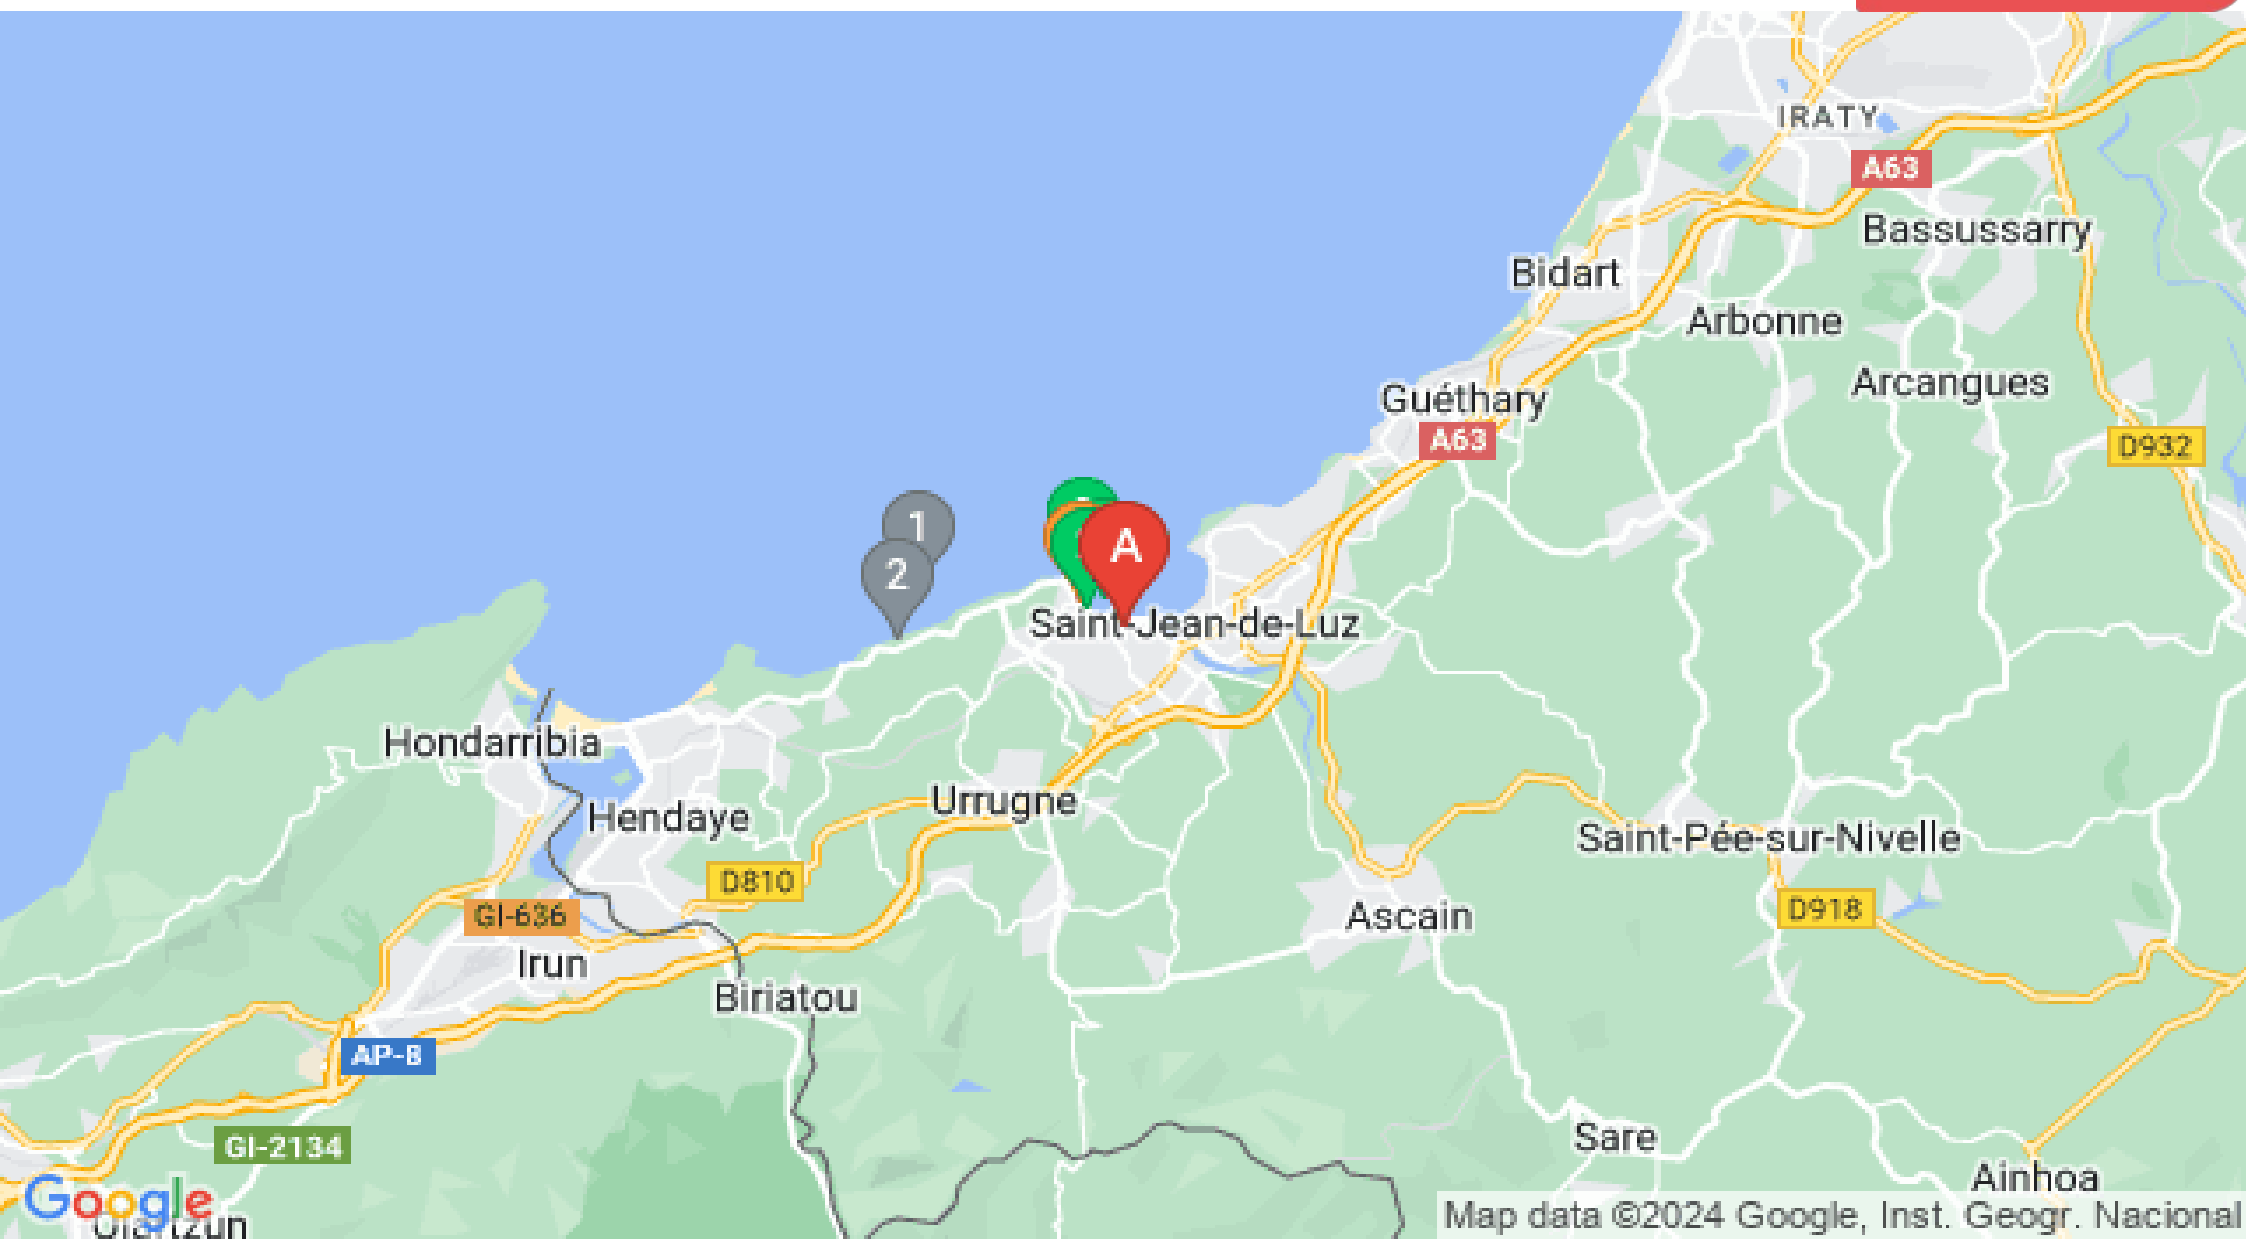 IRATY
A63
Bassussarry
Bidart
Arbonne
Arcangues
Guéthary
A63
D932
1
2
A
Saint-Jean-de-Luz
Hondarribia
Urrugne
Hendaye
Saint-Pée-sur-Nivelle
D810
D918
GI-636
Ascain
Irun
Biriatou
AP-8
Sare
GI-2134
Ainhoa
Google
Map data ©2024 Google, Inst. Geogr. Nacional